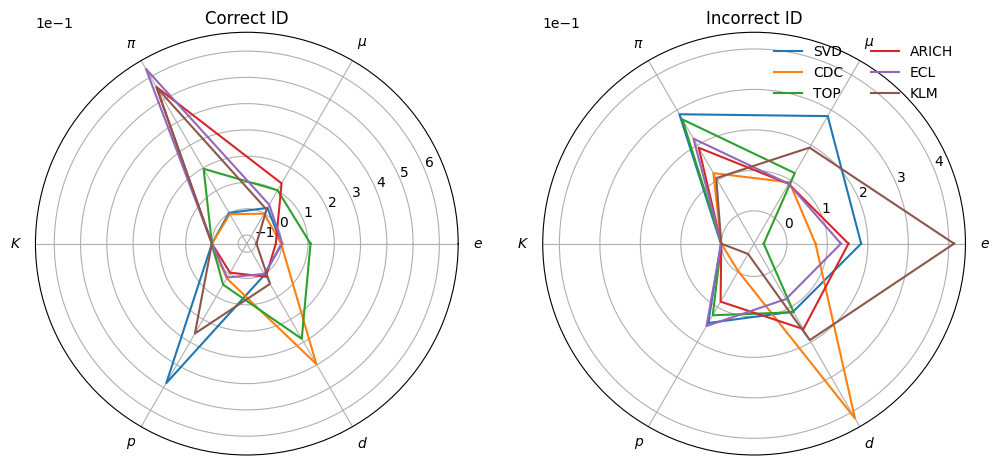 Correct ID
1e−1
e
μ
π
K
p
d
−1
0
1
2
3
4
5
6
Incorrect ID
1e−1
e
μ
π
K
p
d
0
1
2
3
4
SVD
CDC
TOP
ARICH
ECL
KLM